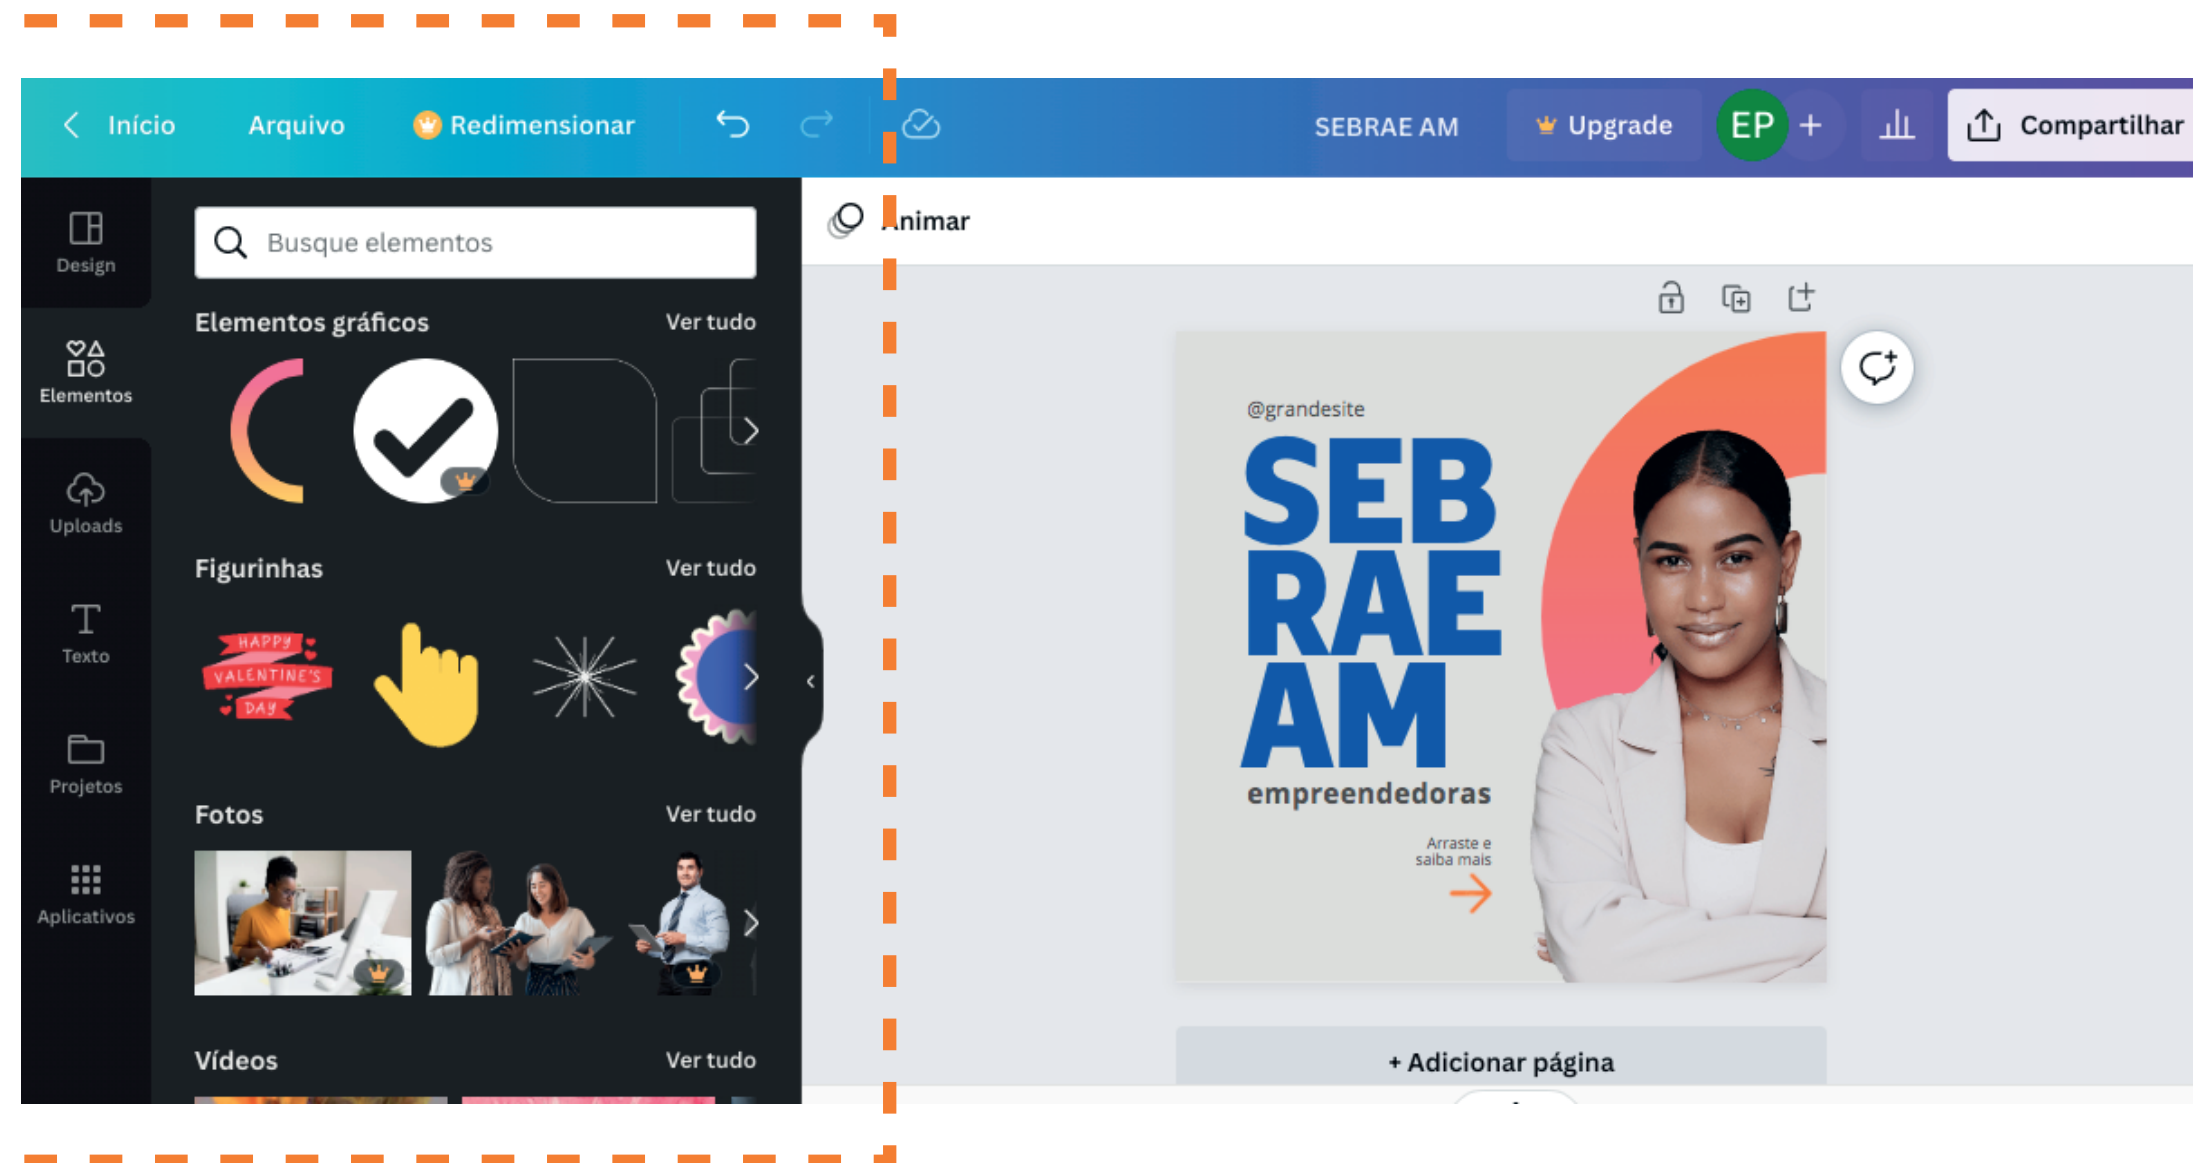 Início
Arquivo
Redimensionar
SEBRAE AM
Upgrade
EP
+
Compartilhar
Design
Elementos
Uploads
Texto
Projetos
Aplicativos
Busque elementos
Elementos gráficos
Ver tudo
Figurinhas
Ver tudo
HAPPY
VALENTINE'S
DAY
Fotos
Ver tudo
Vídeos
Ver tudo
Animar
@grandesite
SEB
RAE
AM
empreendedoras
Arraste e
saiba mais
+ Adicionar página